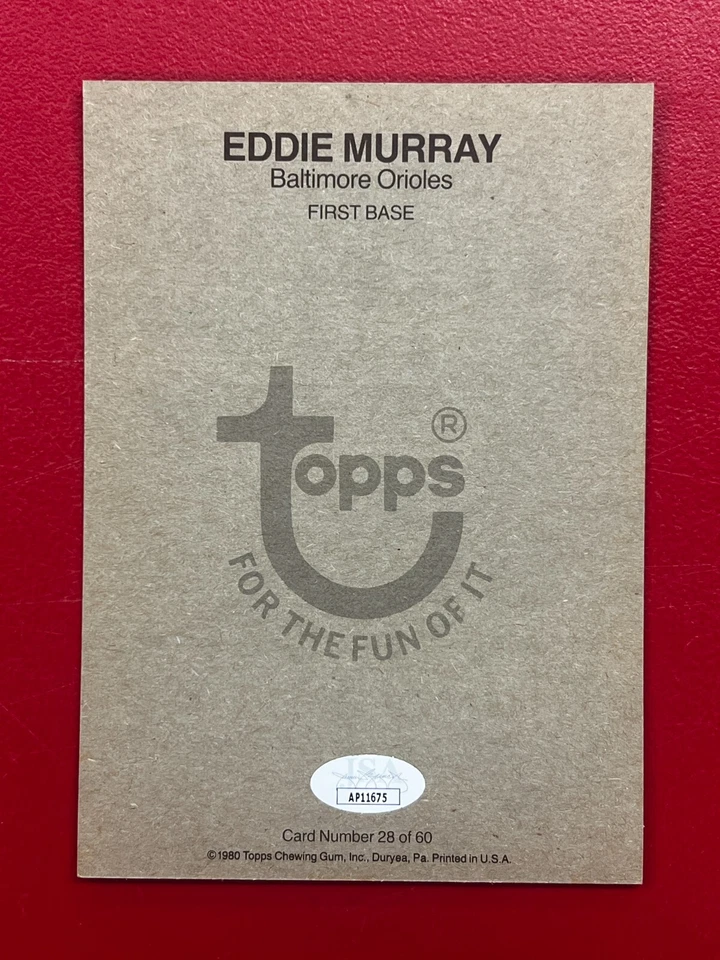 EDDIE MURRAY
Baltimore Orioles
FIRST BASE
topps®
FOR THE FUN OF IT
JSA
AP11675
Card Number 28 of 60
©1980 Topps Chewing Gum, Inc., Duryea, Pa. Printed in U.S.A.